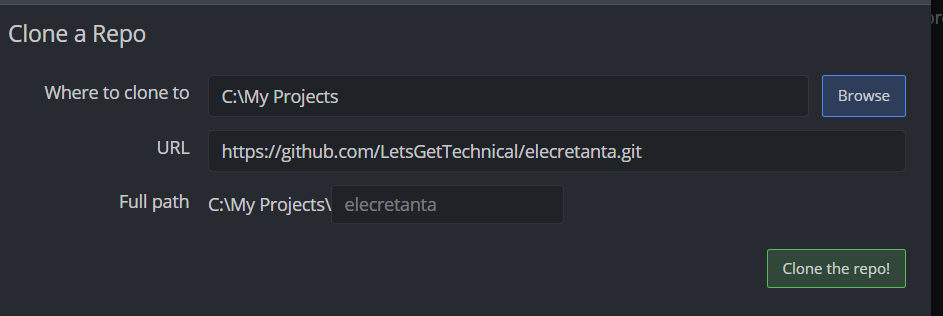 Clone a Repo
Where to clone to C:\My Projects Browse
URL https://github.com/LetsGetTechnical/elecretanta.git
Full path C:\My Projects\ elecretanta
Clone the repo!